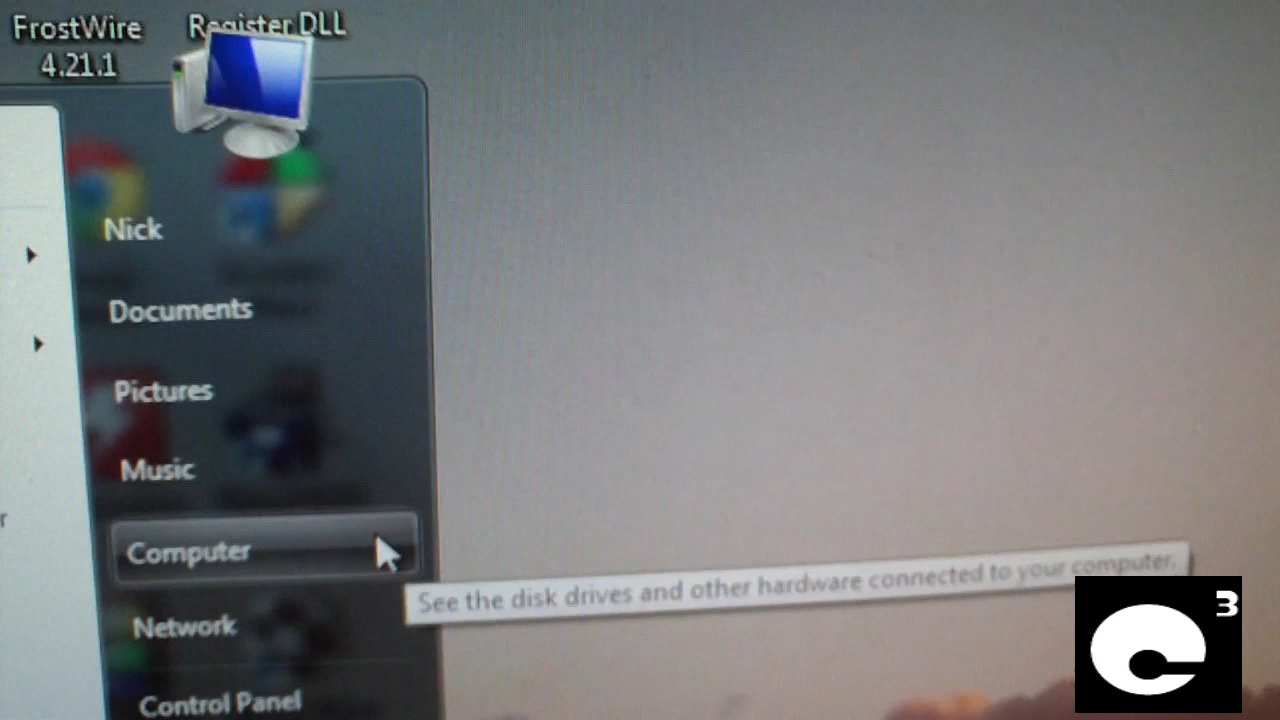 FrostWire
4.21.1
Register DLL
Nick
Documents
Pictures
Music
Computer
See the disk drives and other hardware connected to your computer.
Network
Control Panel
3